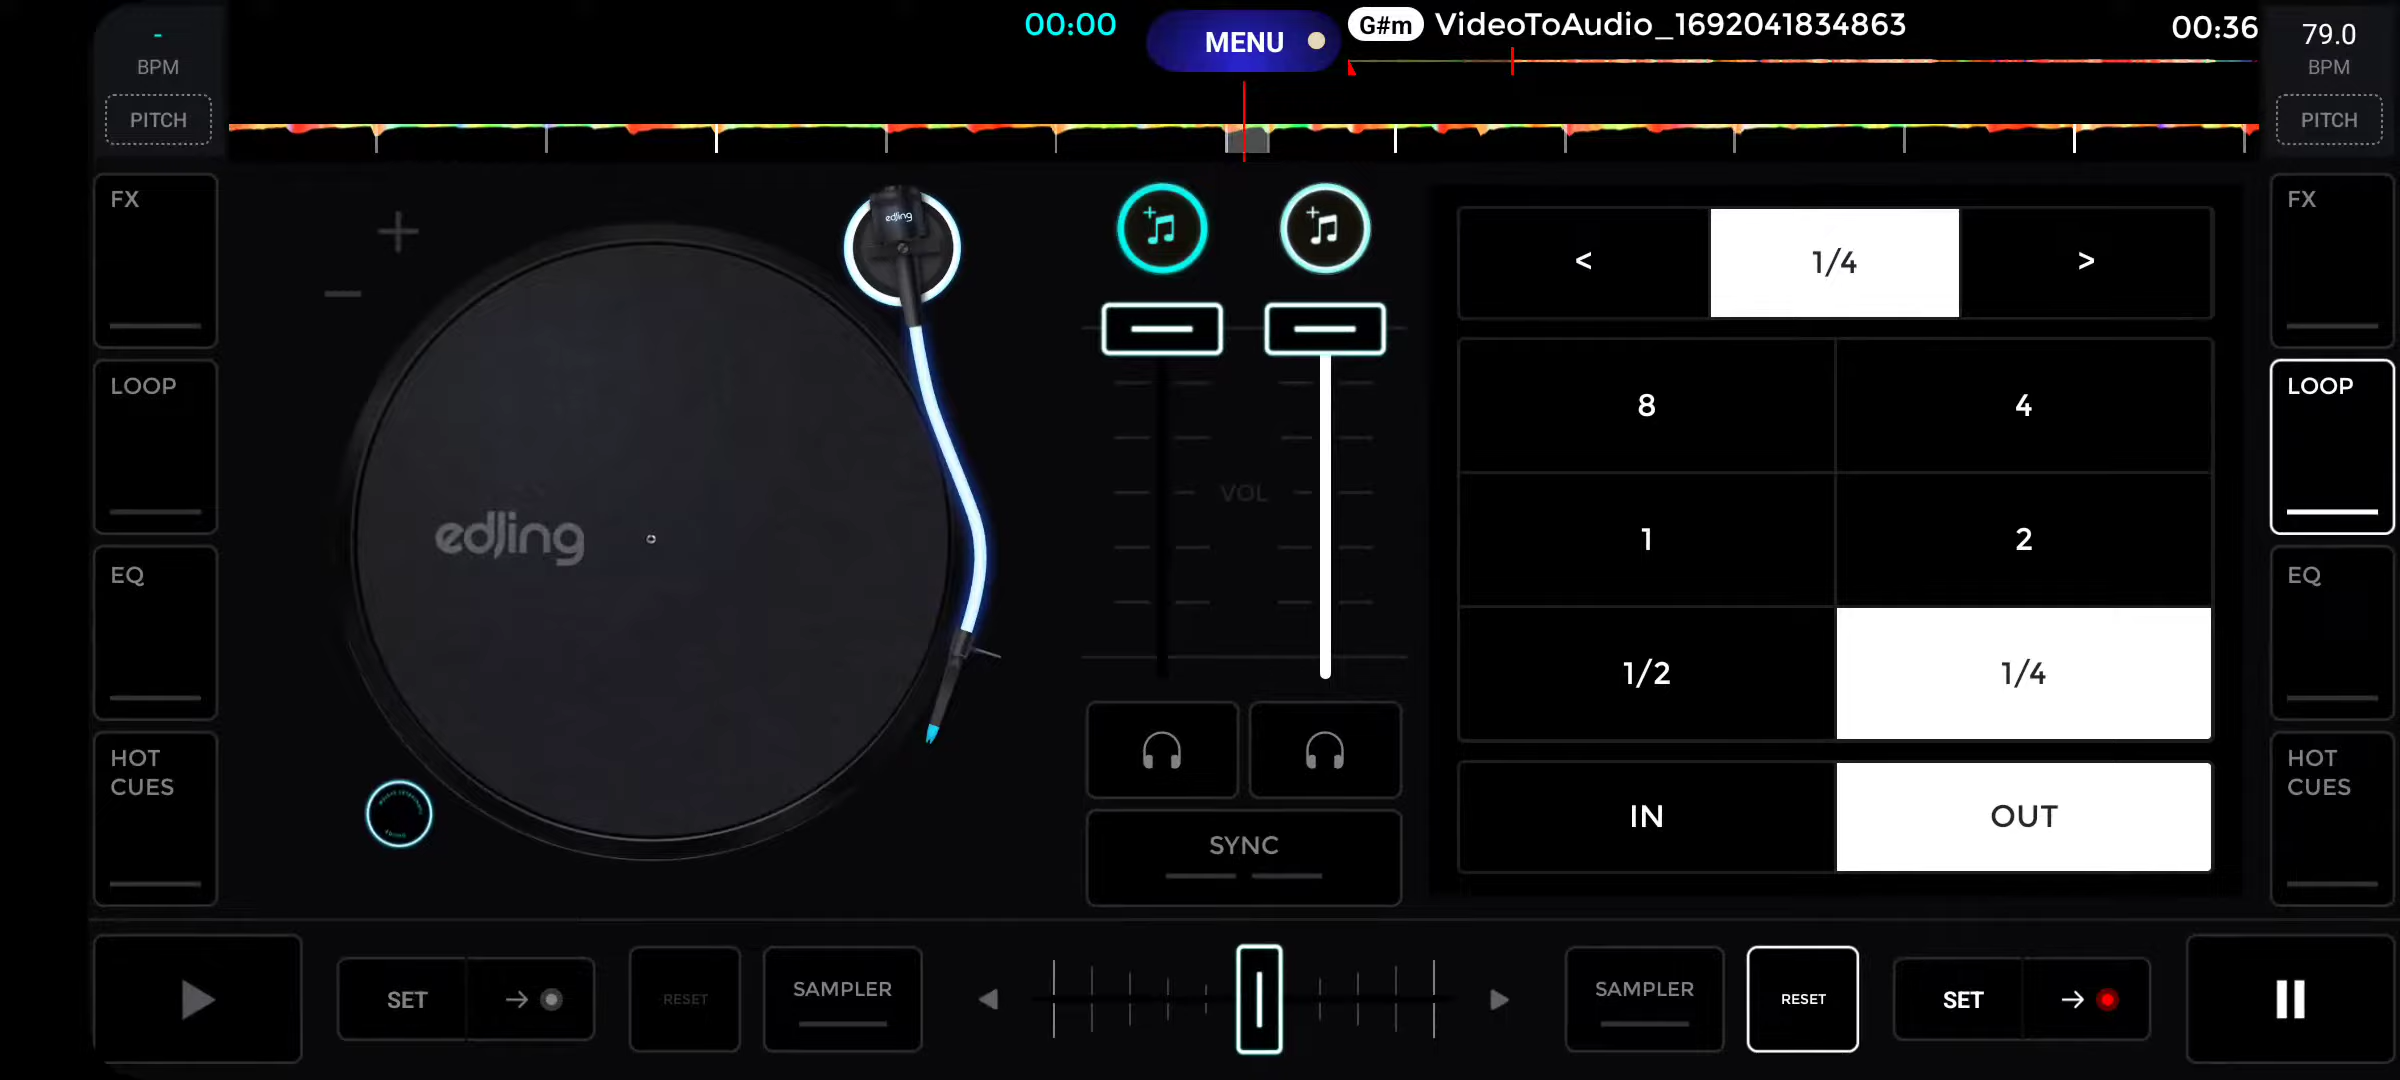 -
BPM
PITCH
00:00
MENU
G#m
VideoToAudio_1692041834863
00:36
79.0
BPM
PITCH
FX
LOOP
EQ
HOT
CUES
edjing
edjing
VOL
SYNC
<
1/4
>
8
4
1
2
1/2
1/4
IN
OUT
FX
LOOP
EQ
HOT
CUES
SET
RESET
SAMPLER
SAMPLER
RESET
SET